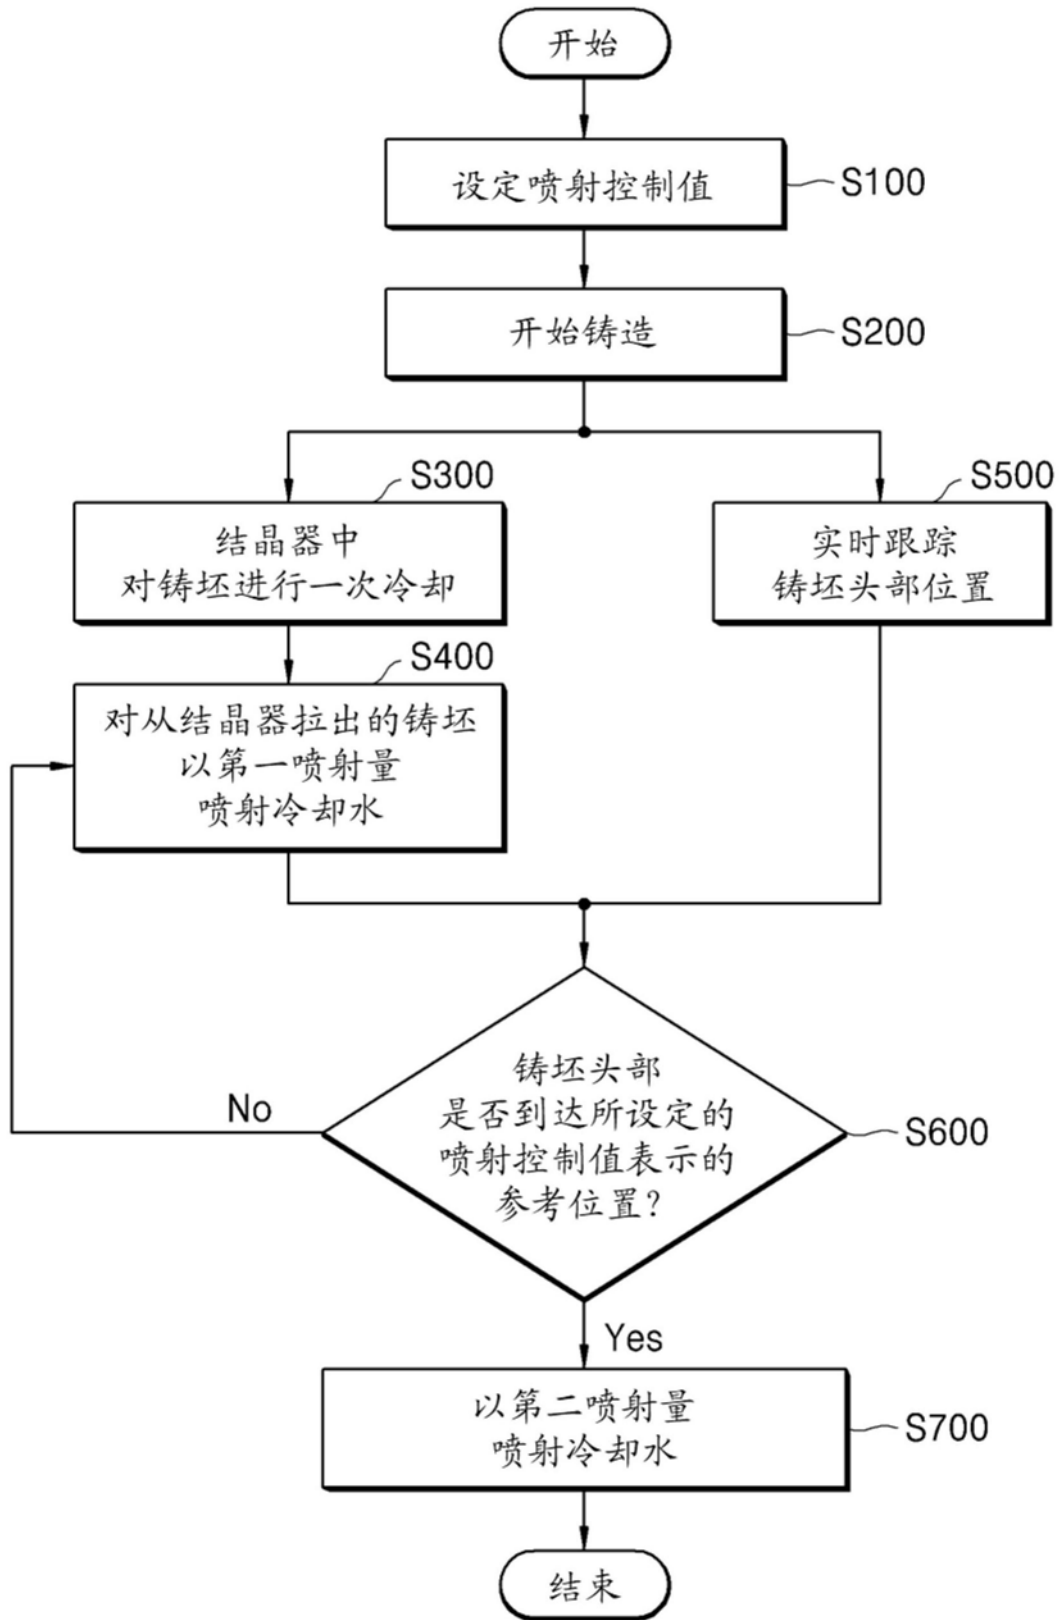 开始
设定喷射控制值
S100
开始铸造
S200
S300
结晶器中
对铸坯进行一次冷却
S500
实时跟踪
铸坯头部位置
S400
对从结晶器拉出的铸坯
以第一喷射量
喷射冷却水
铸坯头部
是否到达所设定的
喷射控制值表示的
参考位置?
No
S600
Yes
以第二喷射量
喷射冷却水
S700
结束